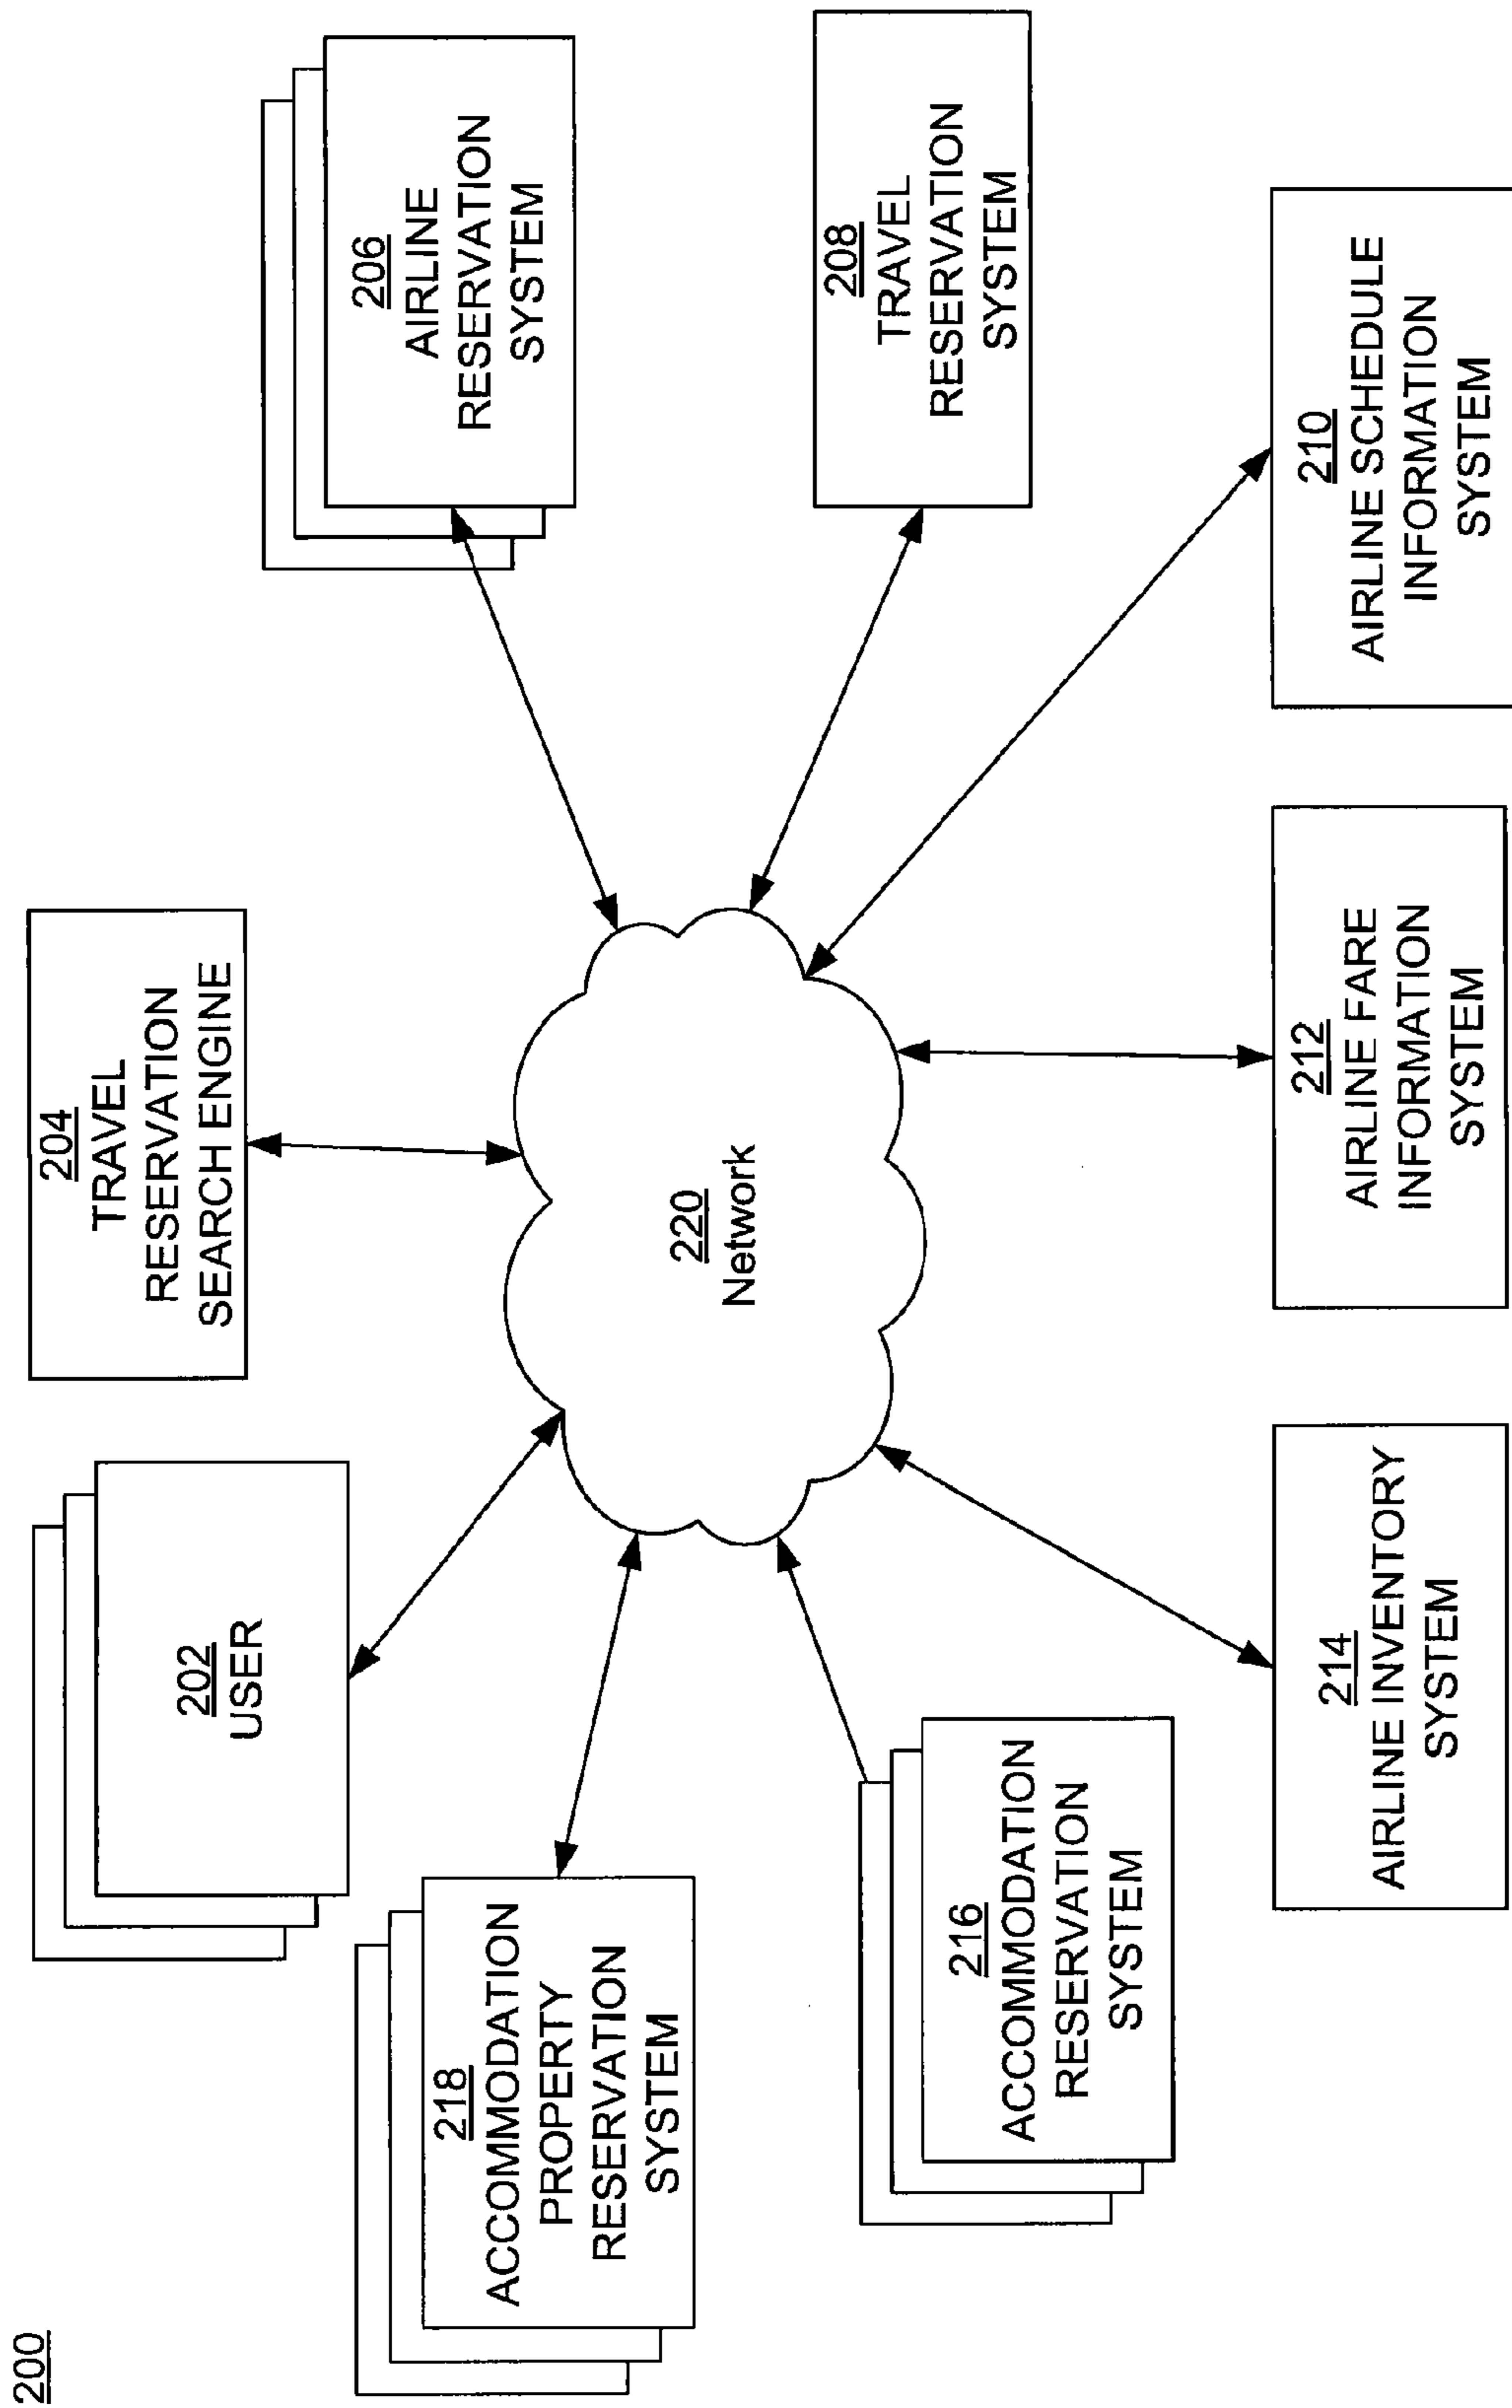 200
202
USER
204
TRAVEL
RESERVATION
SEARCH ENGINE
206
AIRLINE
RESERVATION
SYSTEM
218
ACCOMMODATION
PROPERTY
RESERVATION
SYSTEM
220
Network
208
TRAVEL
RESERVATION
SYSTEM
216
ACCOMMODATION
RESERVATION
SYSTEM
214
AIRLINE INVENTORY
SYSTEM
212
AIRLINE FARE
INFORMATION
SYSTEM
210
AIRLINE SCHEDULE
INFORMATION
SYSTEM